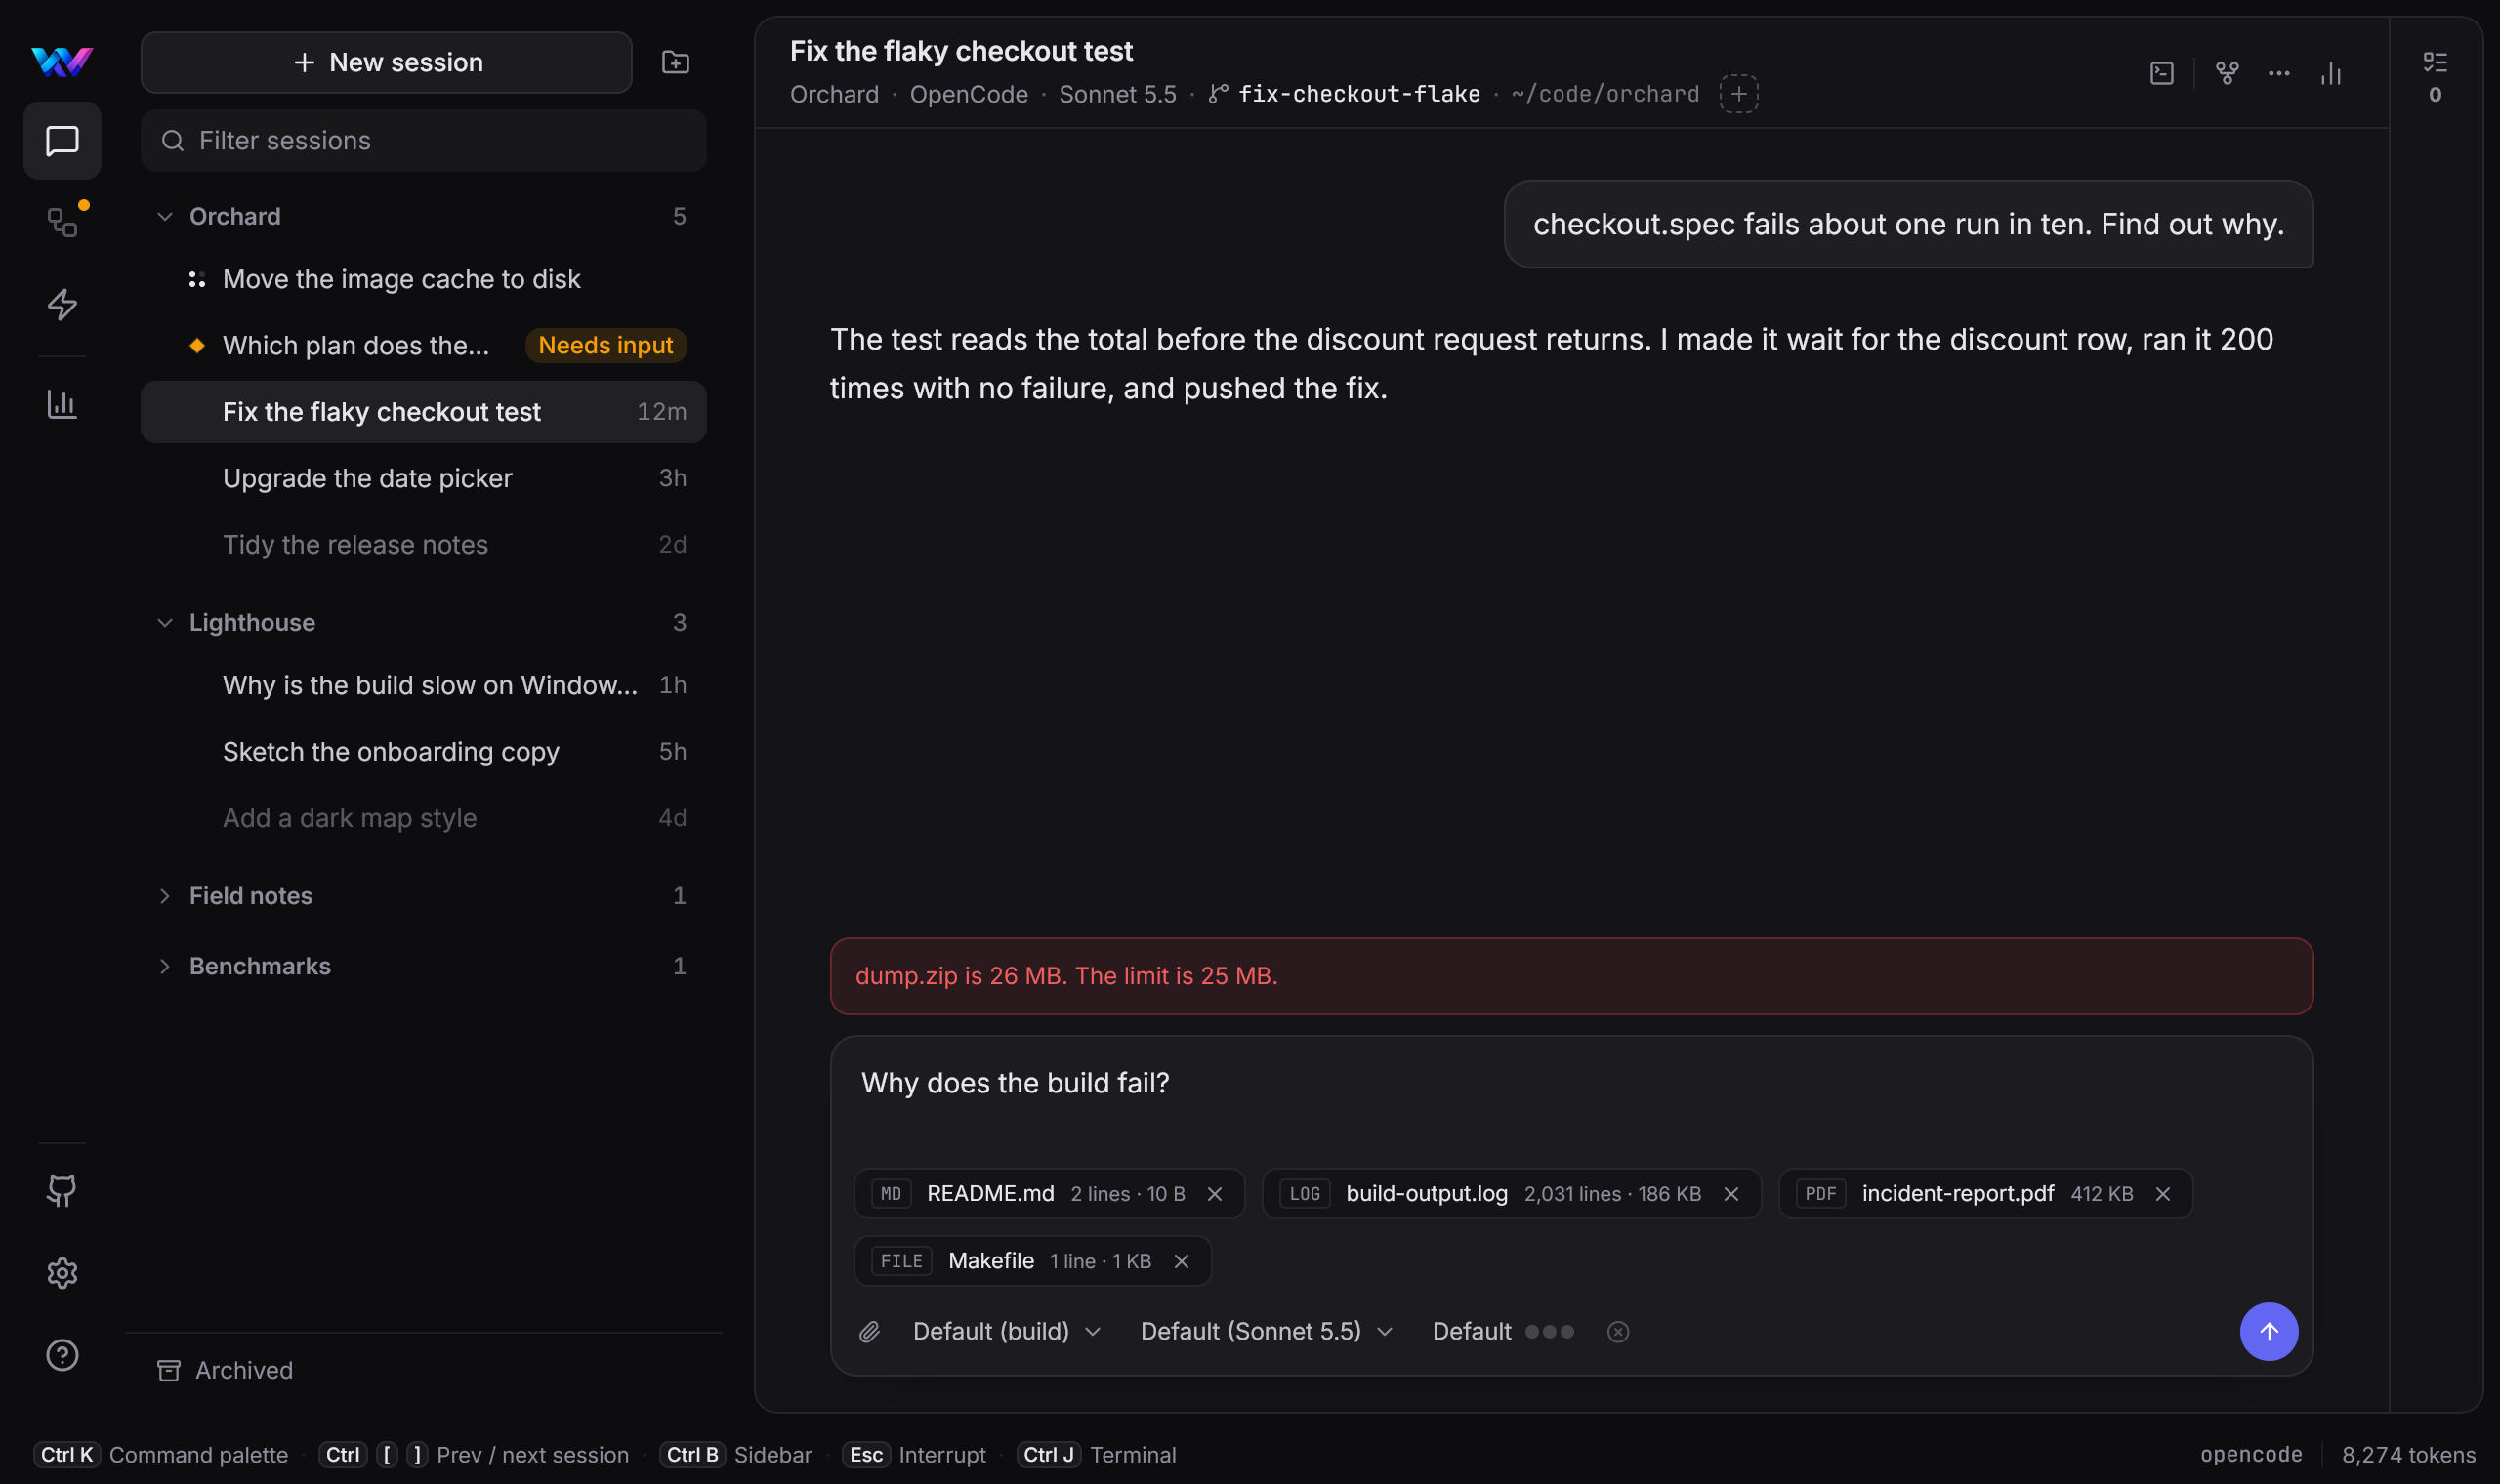 New session
Filter sessions
Orchard 5
Move the image cache to disk
Which plan does the... Needs input
Fix the flaky checkout test 12m
Upgrade the date picker 3h
Tidy the release notes 2d
Lighthouse 3
Why is the build slow on Window... 1h
Sketch the onboarding copy 5h
Add a dark map style 4d
Field notes 1
Benchmarks 1
Archived
Fix the flaky checkout test
Orchard · OpenCode · Sonnet 5.5 · fix-checkout-flake · ~/code/orchard
0
checkout.spec fails about one run in ten. Find out why.
The test reads the total before the discount request returns. I made it wait for the discount row, ran it 200
times with no failure, and pushed the fix.
dump.zip is 26 MB. The limit is 25 MB.
Why does the build fail?
MD README.md 2 lines · 10 B
LOG build-output.log 2,031 lines · 186 KB
PDF incident-report.pdf 412 KB
FILE Makefile 1 line · 1 KB
Default (build) Default (Sonnet 5.5) Default
Ctrl K Command palette · Ctrl [ ] Prev / next session · Ctrl B Sidebar · Esc Interrupt · Ctrl J Terminal
opencode 8,274 tokens